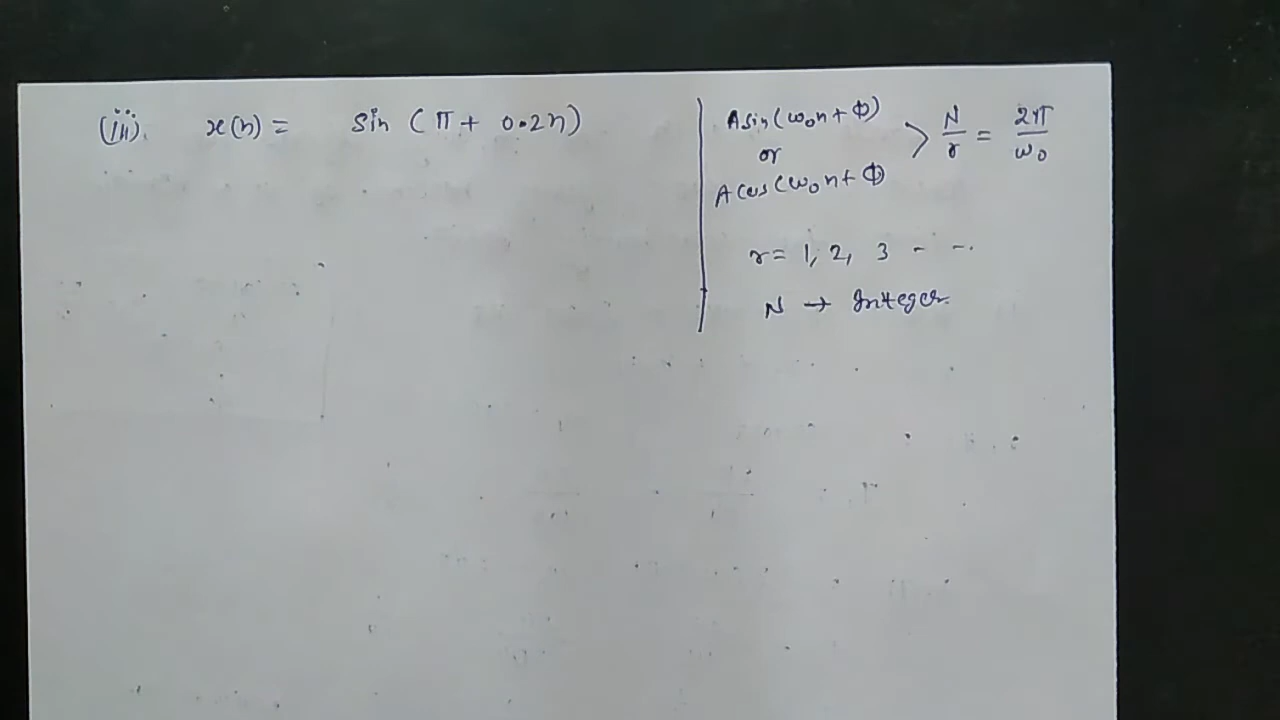 (iii). x(n) = sin (π + 0.2n)
A sin(ω₀n + Φ)
or
A cos(ω₀n + Φ)
> N/r = 2π/ω₀
r = 1, 2, 3 - -.
N → Integer.